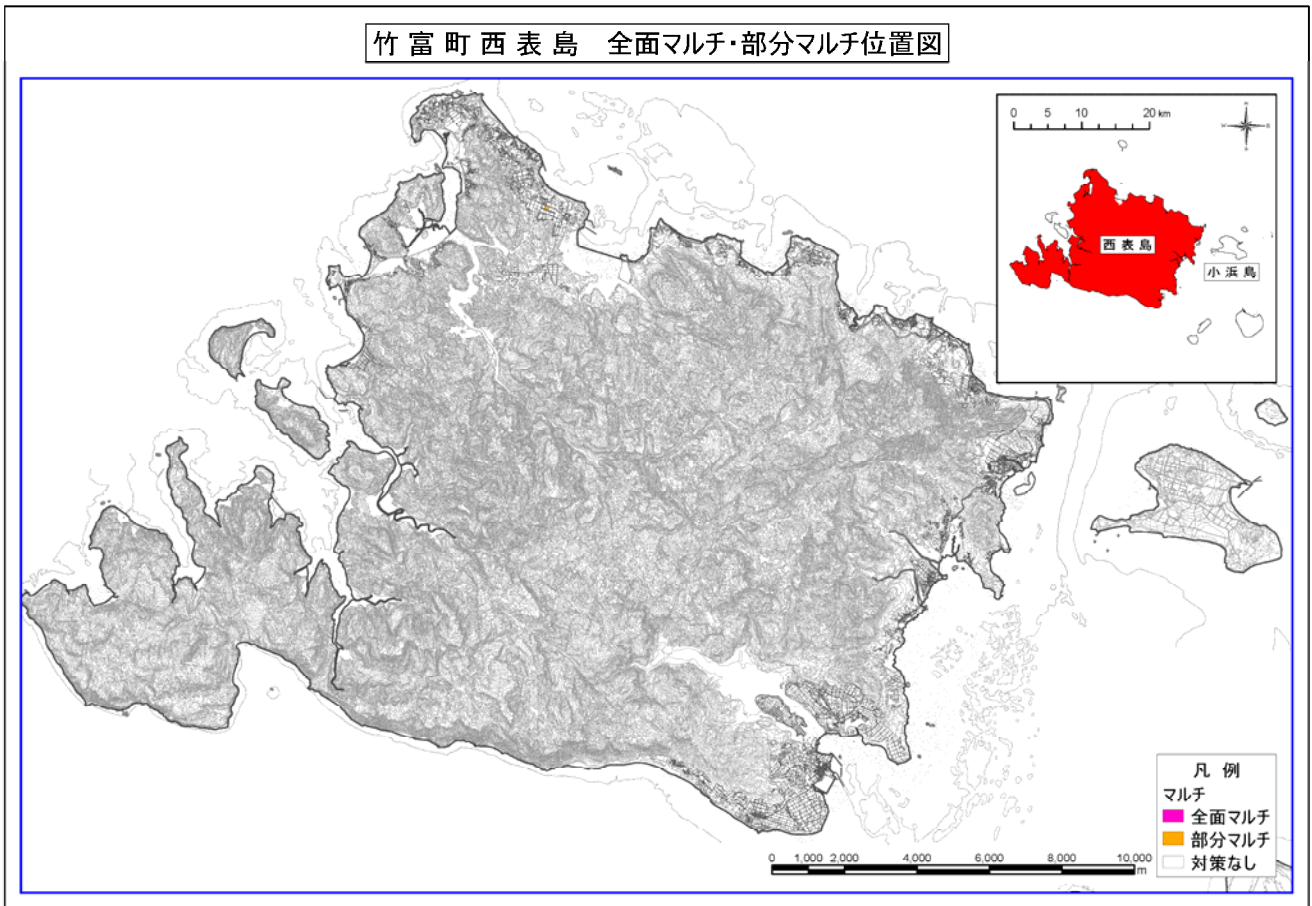 竹富町西表島　全面マルチ・部分マルチ位置図
0 5 10 20 km
N
W E
S
西表島
小浜島
凡例
マルチ
全面マルチ
部分マルチ
対策なし
0 1,000 2,000 4,000 6,000 8,000 10,000
m